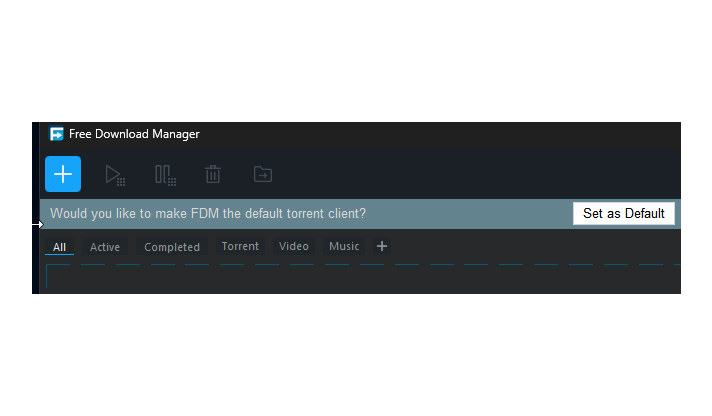 Free Download Manager
Would you like to make FDM the default torrent client? Set as Default
All Active Completed Torrent Video Music